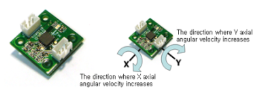 The direction where Y axial
angular velocity increases
X
Y
The direction where X axial
angular velocity increases